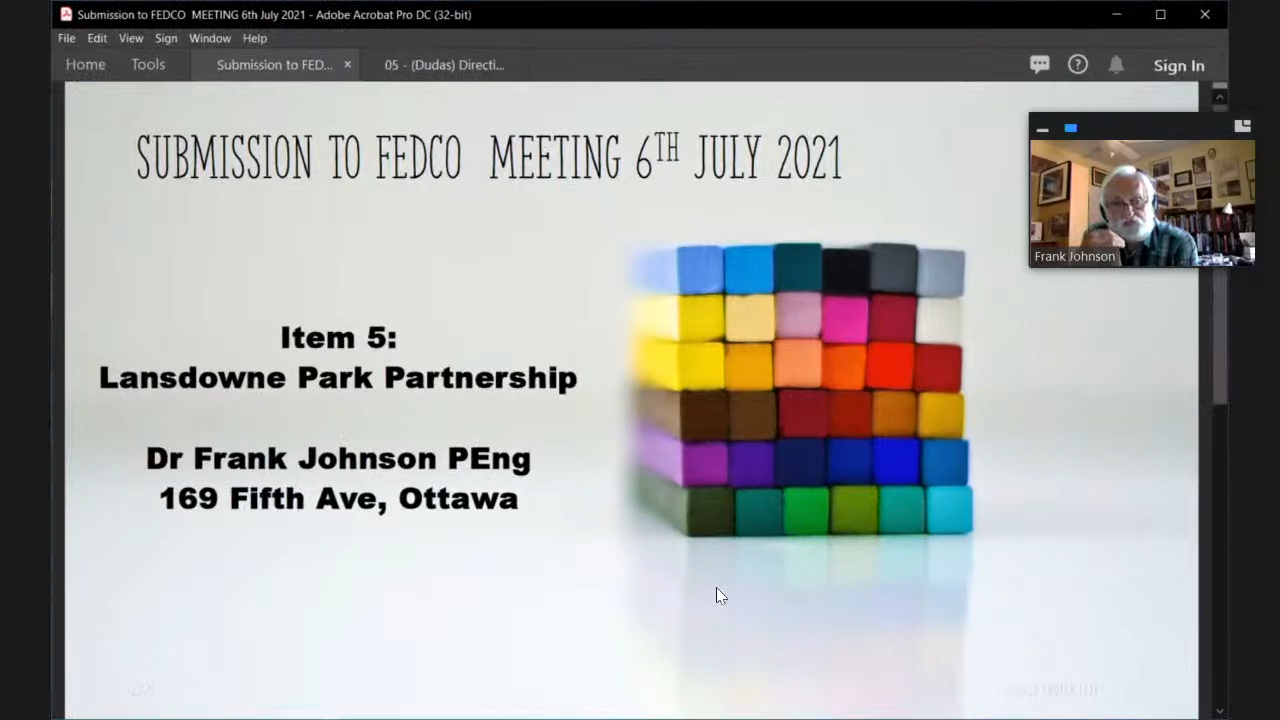 Submission to FEDCO MEETING 6th July 2021 - Adobe Acrobat Pro DC (32-bit)
File Edit View Sign Window Help
Home Tools Submission to FED... × 05 - (Dudas) Directi... Sign In
SUBMISSION TO FEDCO MEETING 6TH JULY 2021
Frank Johnson
Item 5:
Lansdowne Park Partnership
Dr Frank Johnson PEng
169 Fifth Ave, Ottawa